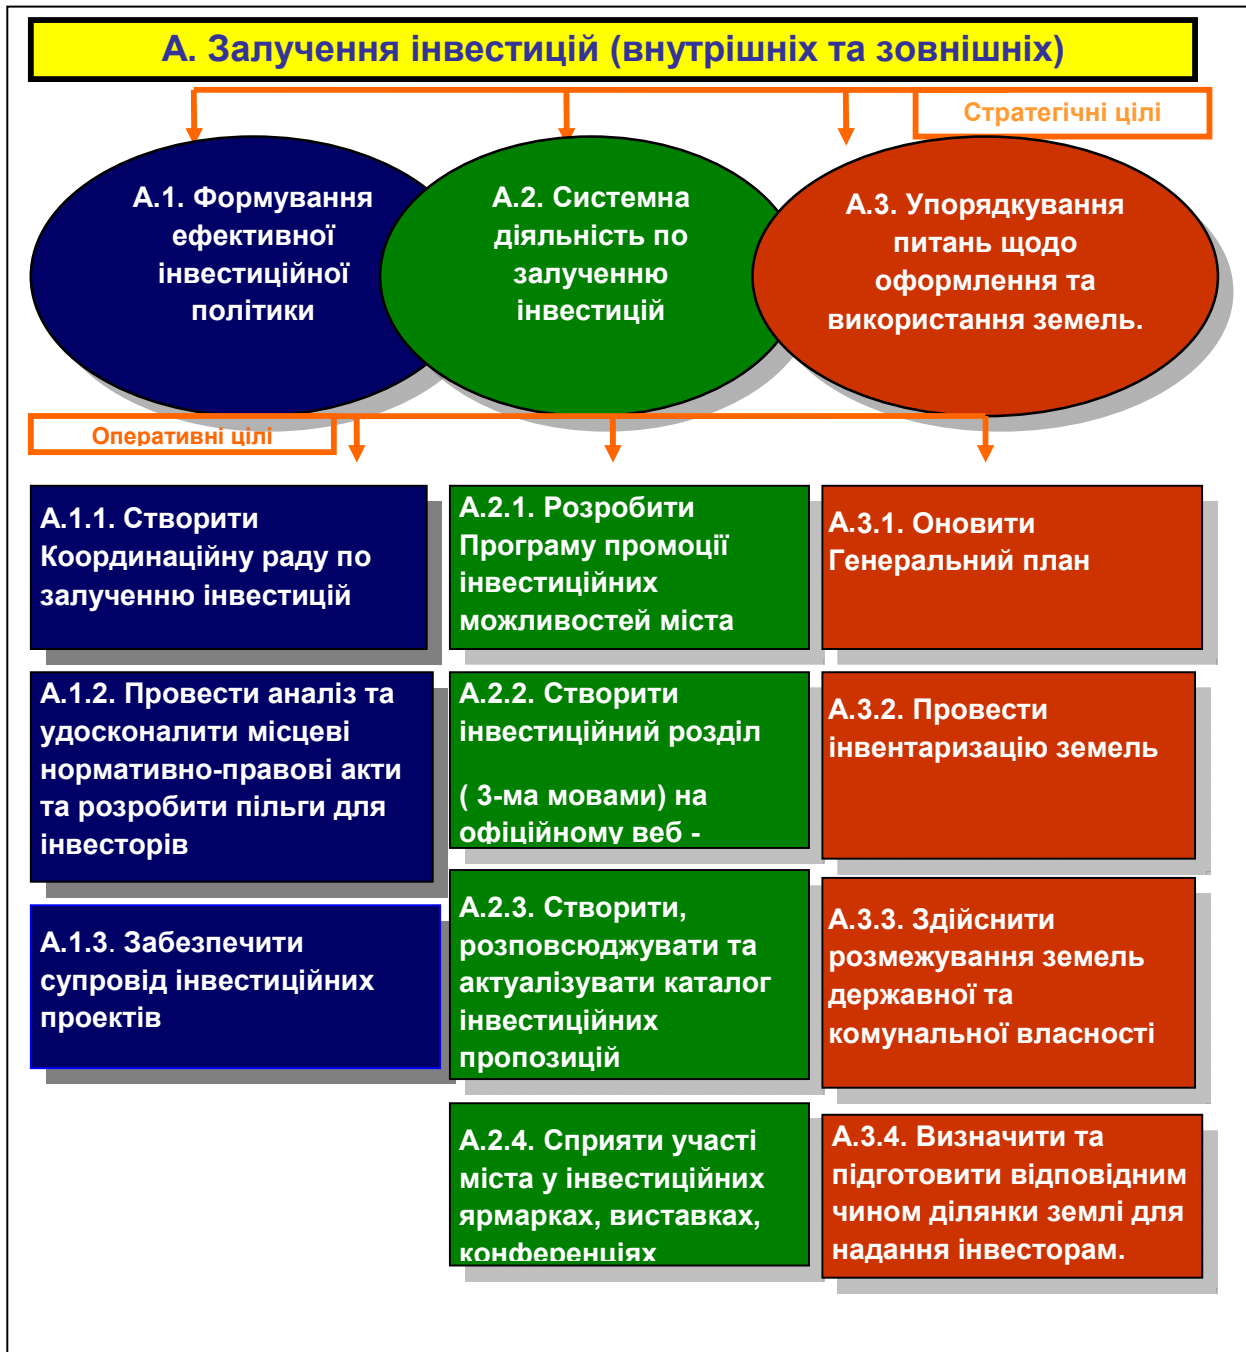 А. Залучення інвестицій (внутрішніх та зовнішніх)
Стратегічні цілі
А.1. Формування
ефективної
інвестиційної
політики
А.2. Системна
діяльність по
залученню
інвестицій
А.3. Упорядкування
питань щодо
оформлення та
використання земель.
Оперативні цілі
А.1.1. Створити
Координаційну раду по
залученню інвестицій
А.1.2. Провести аналіз та
удосконалити місцеві
нормативно-правові акти
та розробити пільги для
інвесторів
А.1.3. Забезпечити
супровід інвестиційних
проектів
А.2.1. Розробити
Програму промоції
інвестиційних
можливостей міста
А.2.2. Створити
інвестиційний розділ
( 3-ма мовами) на
офіційному веб -
А.2.3. Створити,
розповсюджувати та
актуалізувати каталог
інвестиційних
пропозицій
А.2.4. Сприяти участі
міста у інвестиційних
ярмарках, виставках,
конференціях
А.3.1. Оновити
Генеральний план
А.3.2. Провести
інвентаризацію земель
А.3.3. Здійснити
розмежування земель
державної та
комунальної власності
А.3.4. Визначити та
підготовити відповідним
чином ділянки землі для
надання інвесторам.